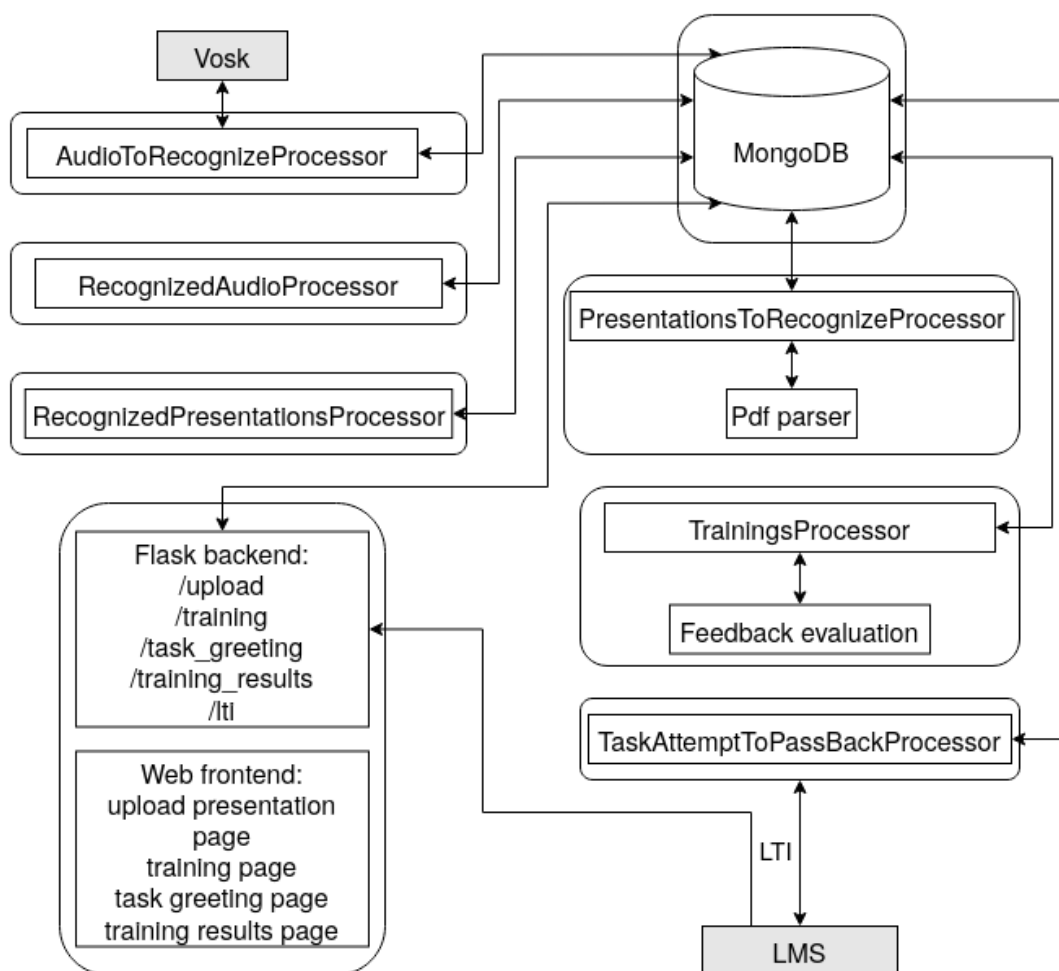 Vosk
AudioToRecognizeProcessor
MongoDB
RecognizedAudioProcessor
PresentationsToRecognizeProcessor
Pdf parser
RecognizedPresentationsProcessor
Flask backend:
/upload
/training
/task_greeting
/training_results
/lti
TrainingsProcessor
Feedback evaluation
TaskAttemptToPassBackProcessor
Web frontend:
upload presentation
page
training page
task greeting page
training results page
LTI
LMS